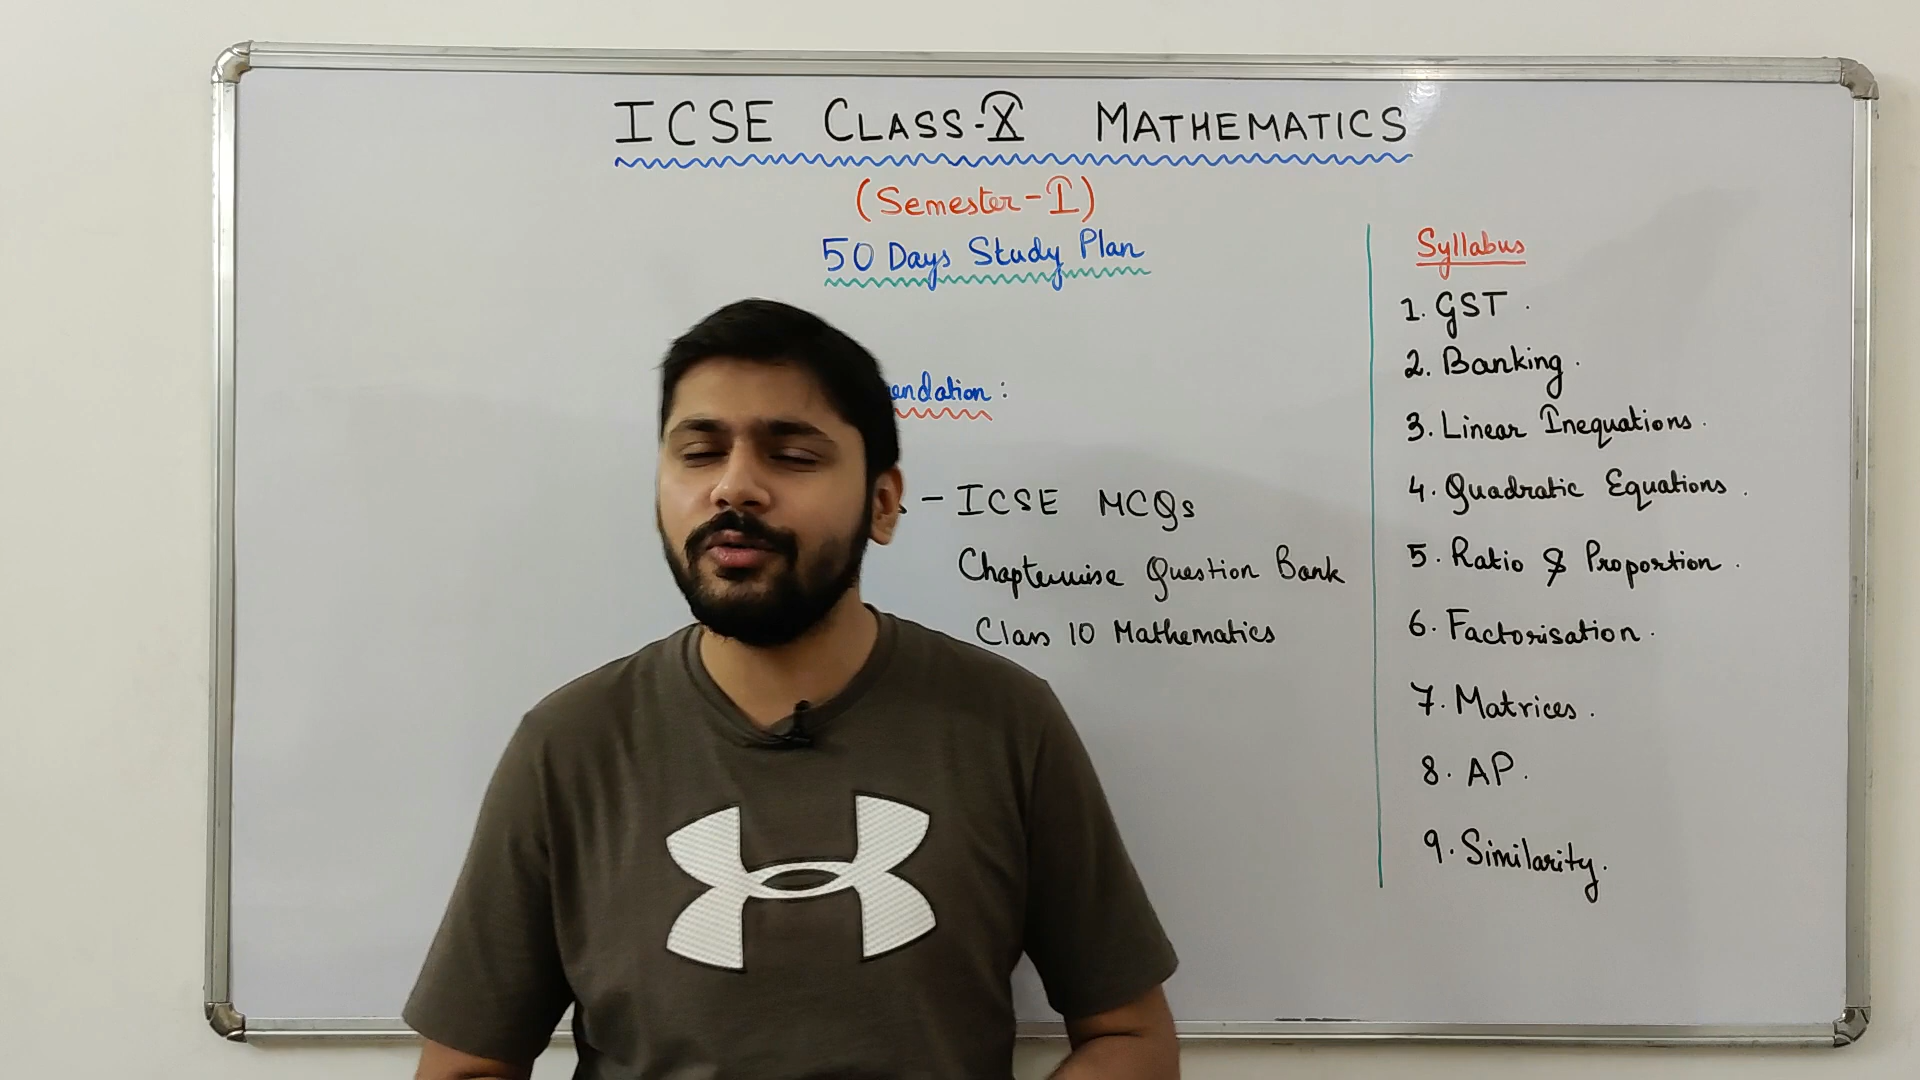 ICSE CLASS-X MATHEMATICS
(Semester-I)
50 Days Study Plan
- ICSE MCQs
Chapterwise Question Bank
Class 10 Mathematics
Syllabus
1. GST.
2. Banking.
3. Linear Inequations.
4. Quadratic Equations.
5. Ratio & Proportion.
6. Factorisation.
7. Matrices.
8. AP.
9. Similarity.